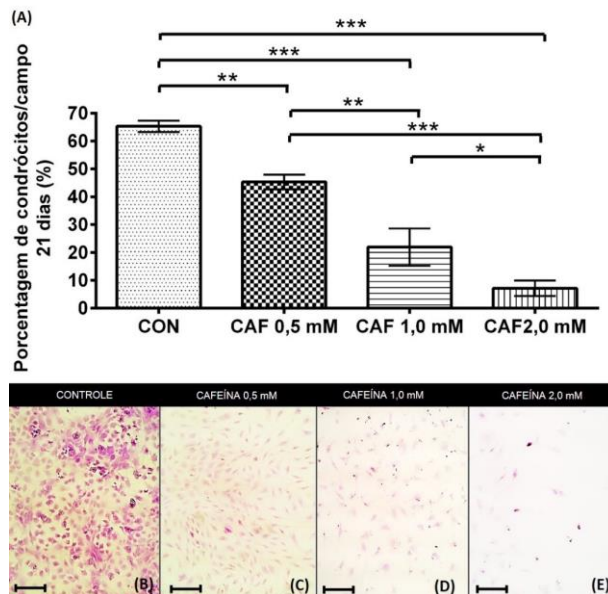 (A)
***
***
**
**
***
*
Porcentagem de condrócitos/campo
21 dias (%)
70
60
50
40
30
20
10
0
CON
CAF 0,5 mM
CAF 1,0 mM
CAF2,0 mM
CONTROLE
CAFEÍNA 0,5 mM
CAFEÍNA 1,0 mM
CAFEÍNA 2,0 mM
(B)
(C)
(D)
(E)